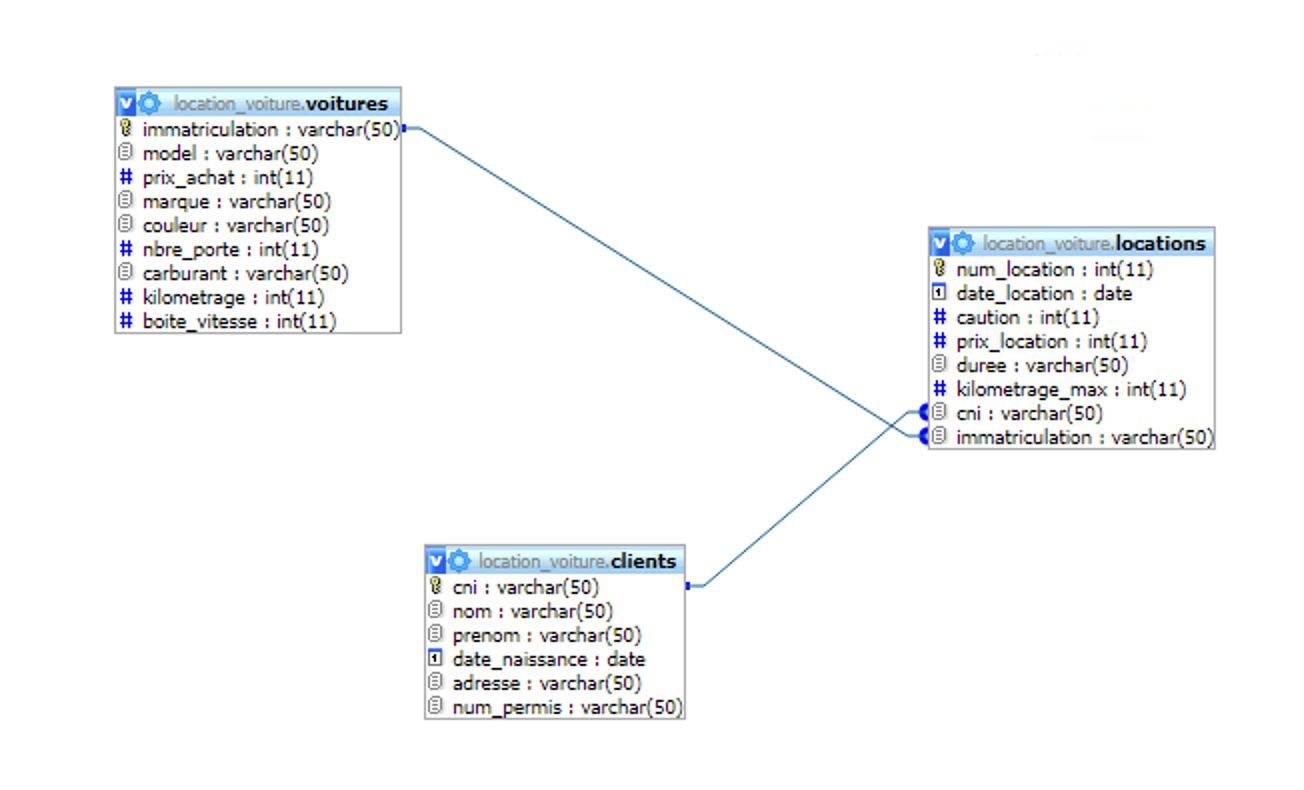 location_voiture.voitures
immatriculation : varchar(50)
model : varchar(50)
prix_achat : int(11)
marque : varchar(50)
couleur : varchar(50)
nbre_porte : int(11)
carburant : varchar(50)
kilometrage : int(11)
boite_vitesse : int(11)
location_voiture.locations
num_location : int(11)
date_location : date
caution : int(11)
prix_location : int(11)
duree : varchar(50)
kilometrage_max : int(11)
cni : varchar(50)
immatriculation : varchar(50)
location_voiture.clients
cni : varchar(50)
nom : varchar(50)
prenom : varchar(50)
date_naissance : date
adresse : varchar(50)
num_permis : varchar(50)